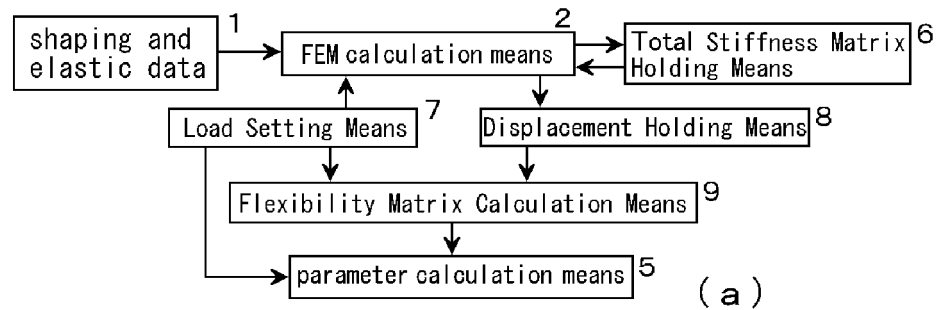 1
shaping and
elastic data
2
FEM calculation means
6
Total Stiffness Matrix
Holding Means
7
Load Setting Means
8
Displacement Holding Means
9
Flexibility Matrix Calculation Means
5
parameter calculation means
(a)